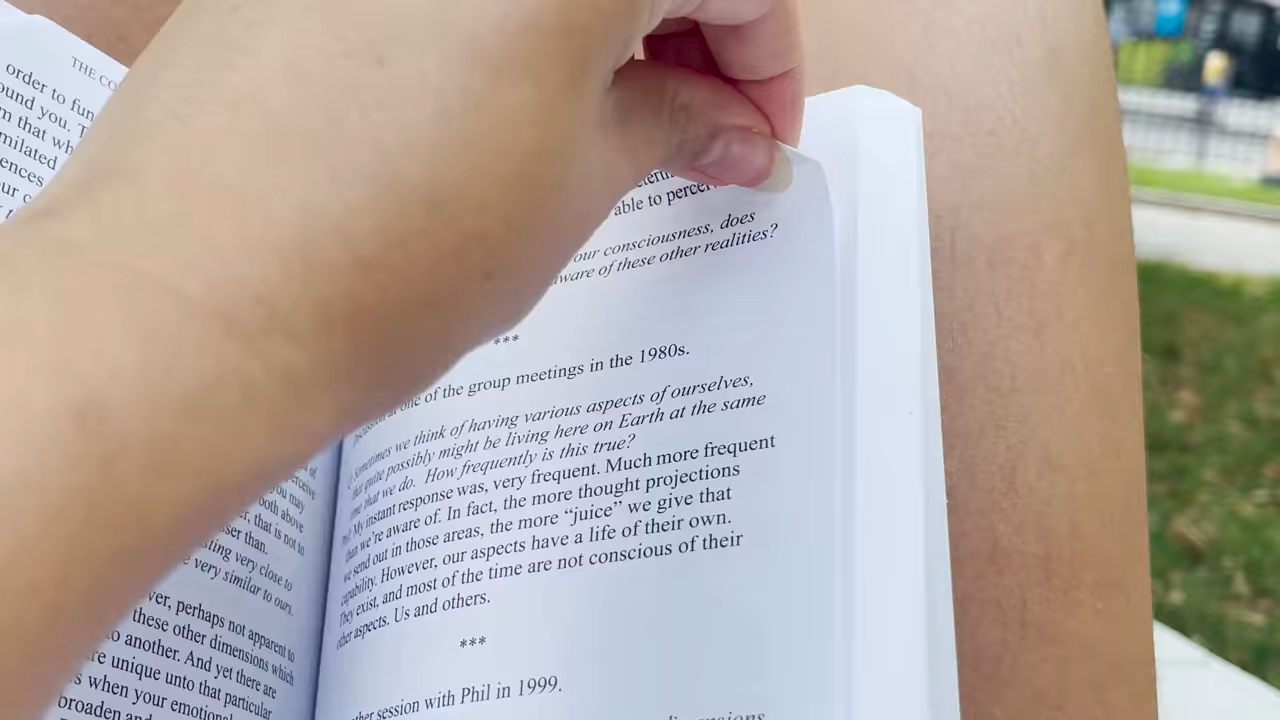 THE CO
order to fun
ound you. T
m that wh
milated
ences
ur c
of
erceive
you may
both above
er, that is not to
sser than.
sting very close to
e very similar to ours.
ver, perhaps not apparent to
these other dimensions which
to another. And yet there are
re unique unto that particular
s when your emotional
broaden and
able to percei
our consciousness, does
aware of these other realities?
***
one of the group meetings in the 1980s.
Sometimes we think of having various aspects of ourselves,
that quite possibly might be living here on Earth at the same
time that we do. How frequently is this true?
My instant response was, very frequent. Much more frequent
than we're aware of. In fact, the more thought projections
we send out in those areas, the more “juice” we give that
capability. However, our aspects have a life of their own.
They exist, and most of the time are not conscious of their
other aspects. Us and others.
***
ther session with Phil in 1999.